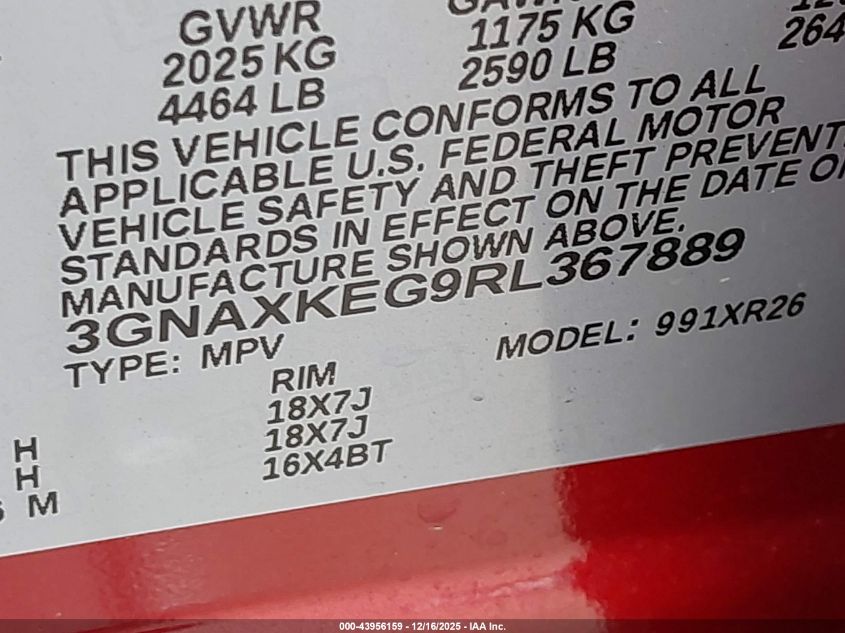 GVWR
2025 KG 1175 KG
4464 LB 2590 LB 264
THIS VEHICLE CONFORMS TO ALL
APPLICABLE U.S. FEDERAL MOTOR
VEHICLE SAFETY AND THEFT PREVENT
STANDARDS IN EFFECT ON THE DATE O
MANUFACTURE SHOWN ABOVE.
3GNAXKEG9RL367889
TYPE: MPV MODEL: 991XR26
RIM
18X7J
H 18X7J
H 16X4BT
M
000-43956159 — 12/16/2025 - IAA Inc.